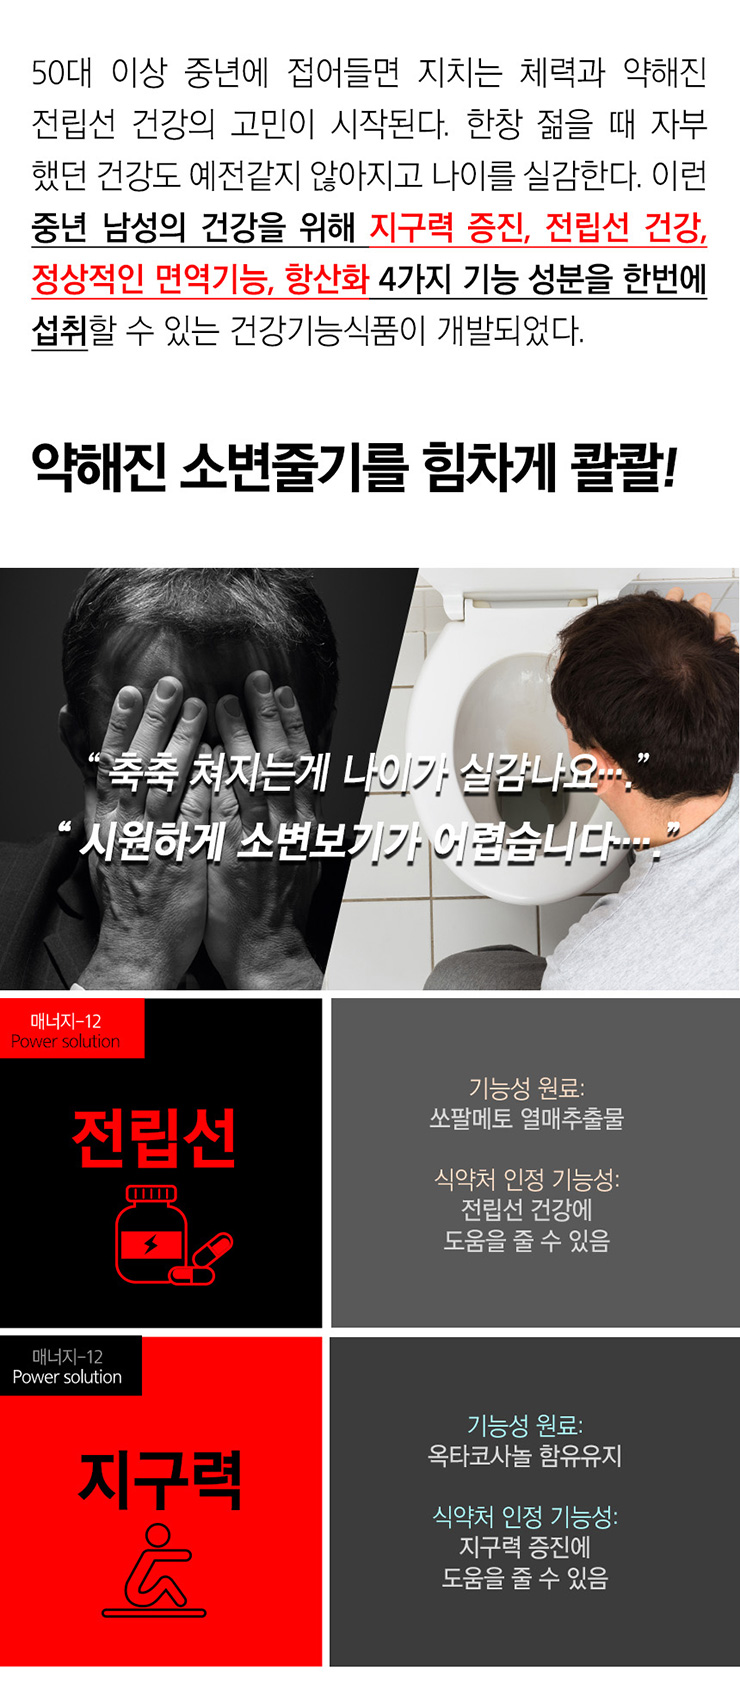 50대 이상 중년에 접어들면 지치는 체력과 약해진
전립선 건강의 고민이 시작된다. 한창 젊을 때 자부
했던 건강도 예전같지 않아지고 나이를 실감한다. 이런
중년 남성의 건강을 위해 지구력 증진, 전립선 건강,
정상적인 면역기능, 항산화 4가지 기능 성분을 한번에
섭취할 수 있는 건강기능식품이 개발되었다.
약해진 소변줄기를 힘차게 콸콸!
“ 축축 쳐지는게 나이가 실감나요….”
“ 시원하게 소변보기가 어렵습니다….”
매너지-12
Power solution
전립선
기능성 원료:
쏘팔메토 열매추출물
식약처 인정 기능성:
전립선 건강에
도움을 줄 수 있음
매너지-12
Power solution
지구력
기능성 원료:
옥타코사놀 함유유지
식약처 인정 기능성:
지구력 증진에
도움을 줄 수 있음